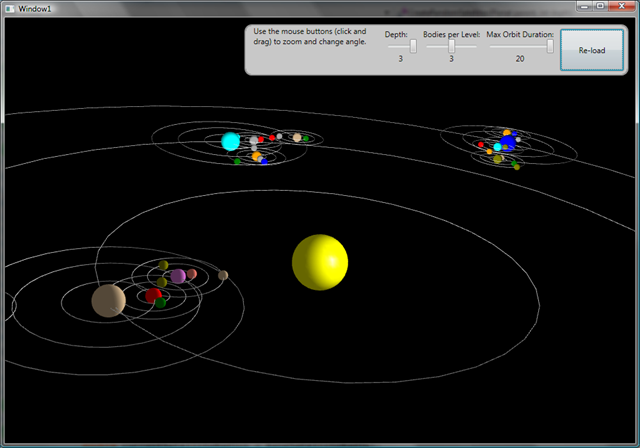 Window1
Use the mouse buttons (click and
drag) to zoom and change angle.
Depth:
3
Bodies per Level:
3
Max Orbit Duration:
20
Re-load